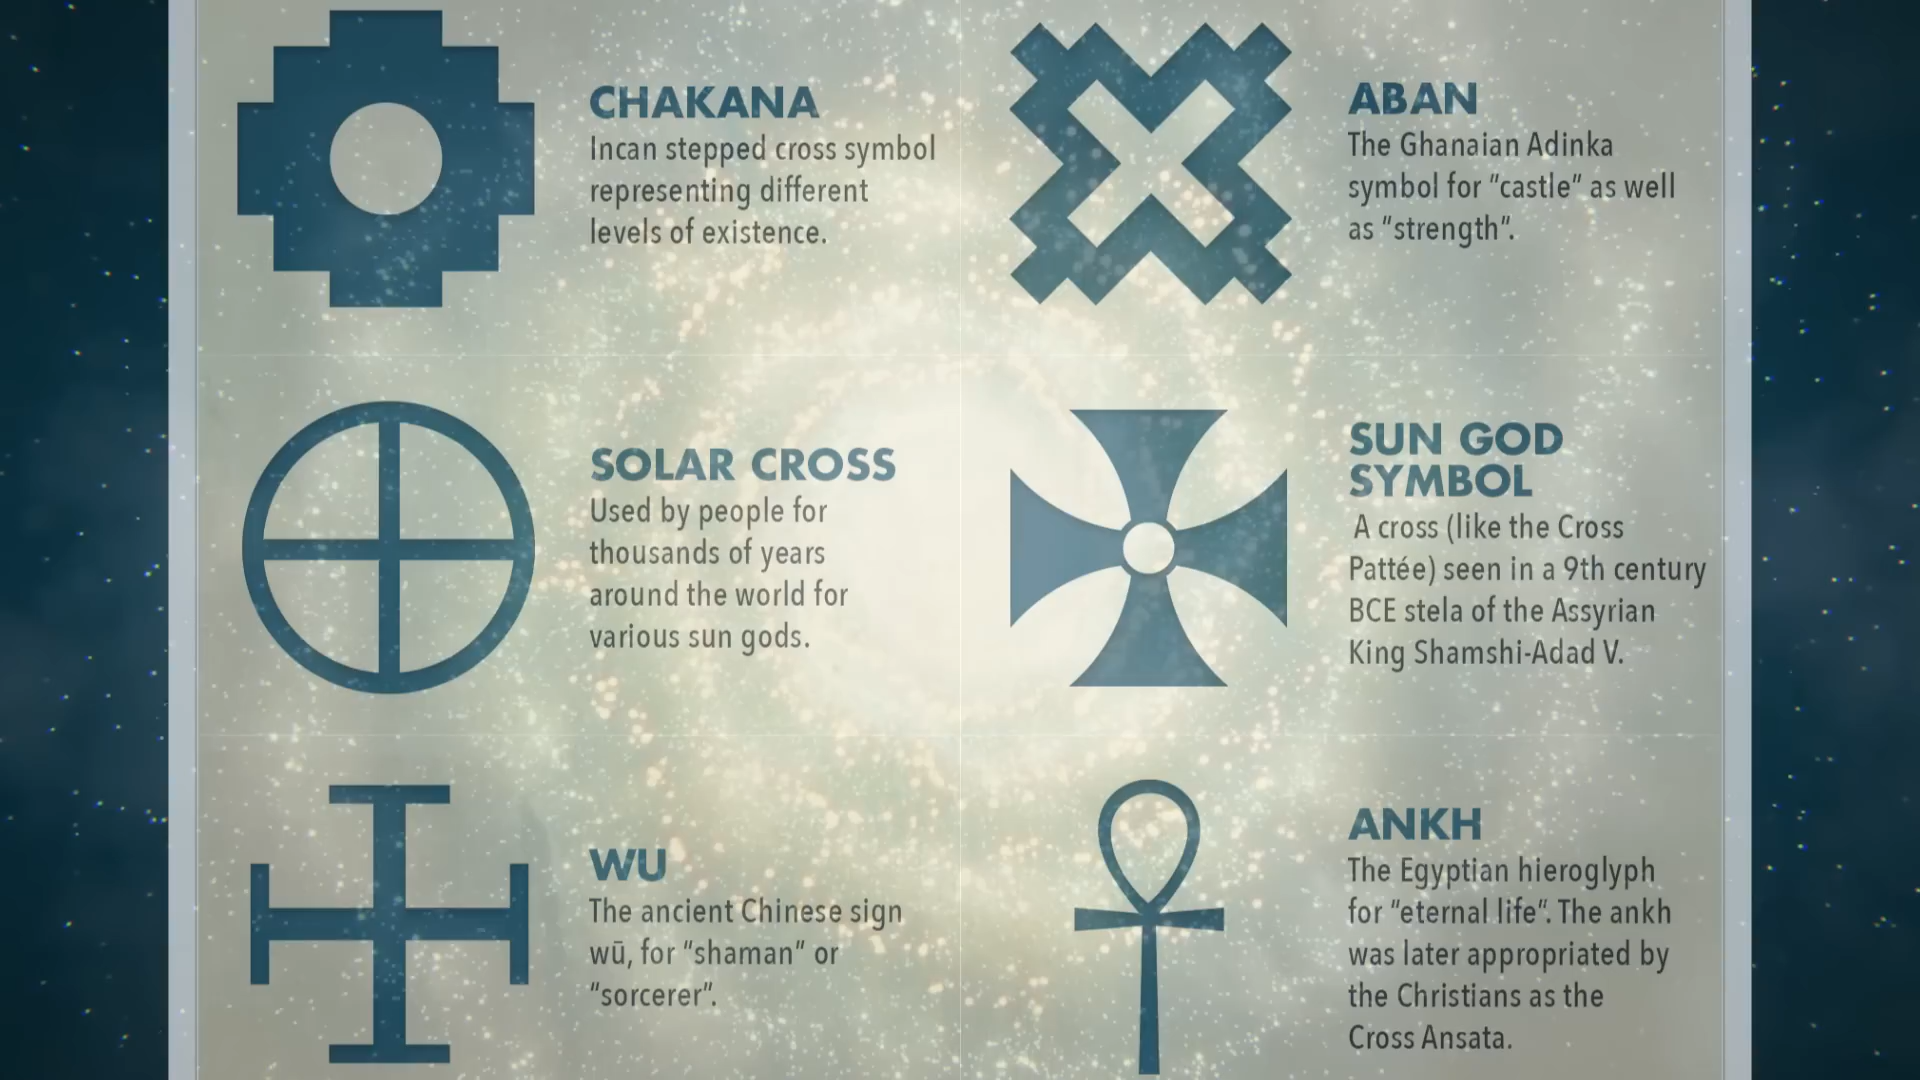 CHAKANA
Incan stepped cross symbol
representing different
levels of existence.
ABAN
The Ghanaian Adinka
symbol for “castle” as well
as “strength”.
SOLAR CROSS
Used by people for
thousands of years
around the world for
various sun gods.
SUN GOD
SYMBOL
A cross (like the Cross
Pattée) seen in a 9th century
BCE stela of the Assyrian
King Shamshi-Adad V.
WU
The ancient Chinese sign
wū, for “shaman” or
“sorcerer”.
ANKH
The Egyptian hieroglyph
for “eternal life”. The ankh
was later appropriated by
the Christians as the
Cross Ansata.